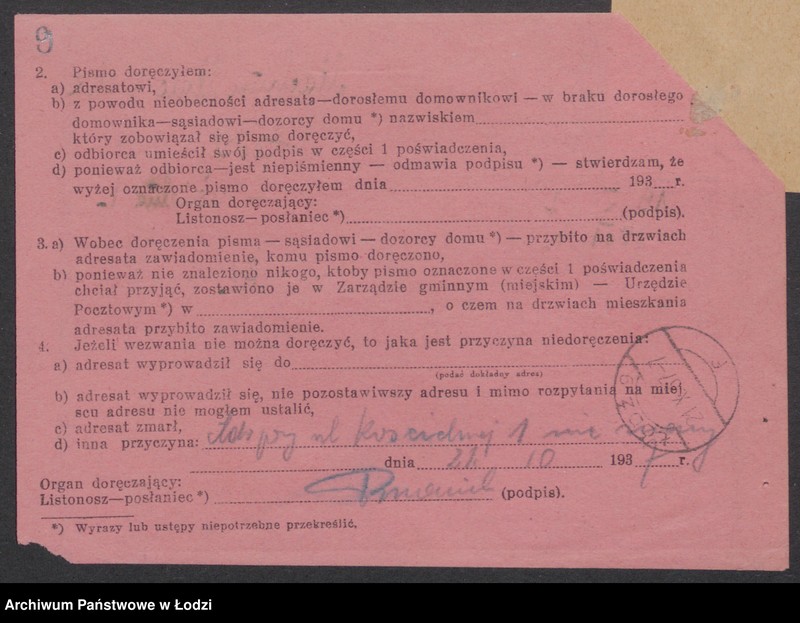 9
2. Pismo doręczyłem:
a) adresatowi,
b) z powodu nieobecności adresata—dorosłemu domownikowi — w braku dorosłego
domownika—sąsiadowi—dozorcy domu *) nazwiskiem
który zobowiązał się pismo doręczyć,
c) odbiorca umieścił swój podpis w części 1 poświadczenia,
d) ponieważ odbiorca—jest niepiśmienny — odmawia podpisu *) — stwierdzam, że
wyżej oznaczone pismo doręczyłem dnia 193 r.
Organ doręczający:
Listonosz—posłaniec *) (podpis).
3. a) Wobec doręczenia pisma — sąsiadowi — dozorcy domu *) — przybito na drzwiach
adresata zawiadomienie, komu pismo doręczono,
b) ponieważ nie znaleziono nikogo, ktoby pismo oznaczone w części 1 poświadczenia
chciał przyjąć, zostawiono je w Zarządzie gminnym (miejskim) — Urzędzie
Pocztowym *) w , o czem na drzwiach mieszkania
adresata przybito zawiadomienie.
4. Jeżeli wezwania nie można doręczyć, to jaka jest przyczyna niedoręczenia:
a) adresat wyprowadził się do
(podać dokładny adres)
b) adresat wyprowadził się, nie pozostawiwszy adresu i mimo rozpytania na miej
scu adresu nie mogłem ustalić,
c) adresat zmarł,
d) inna przyczyna: ul Kościelnej 1 nie
dnia 21 10 1937 r.
Organ doręczający:
Listonosz—posłaniec *) (podpis).
*) Wyrazy lub ustępy niepotrzebne przekreślić,
Archiwum Państwowe w Łodzi